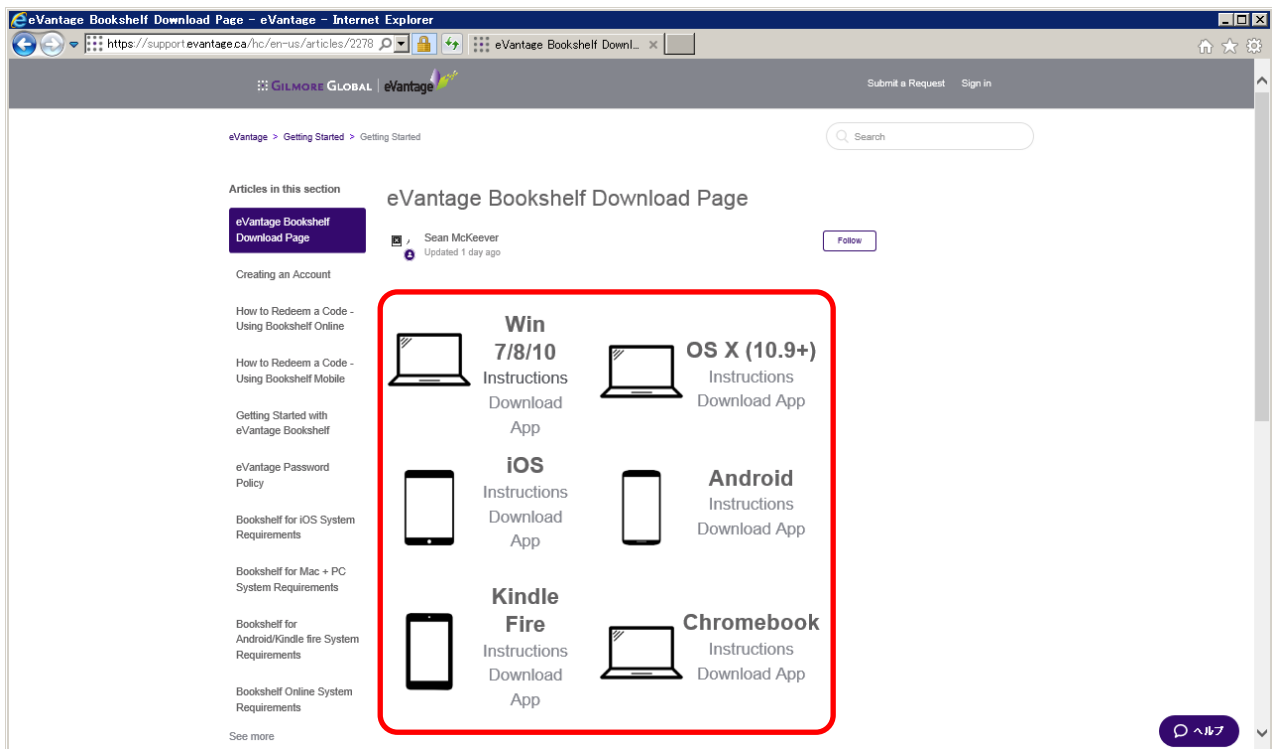 eVantage Bookshelf Download Page - eVantage - Internet Explorer
https://support.evantage.ca/hc/en-us/articles/2278
eVantage Bookshelf Downl...
GILMORE GLOBAL | eVantage
Submit a Request Sign in
eVantage > Getting Started > Getting Started
Search
Articles in this section
eVantage Bookshelf
Download Page
Creating an Account
How to Redeem a Code -
Using Bookshelf Online
How to Redeem a Code -
Using Bookshelf Mobile
Getting Started with
eVantage Bookshelf
eVantage Password
Policy
Bookshelf for iOS System
Requirements
Bookshelf for Mac + PC
System Requirements
Bookshelf for
Android/Kindle fire System
Requirements
Bookshelf Online System
Requirements
See more
eVantage Bookshelf Download Page
Sean McKeever
Updated 1 day ago
Follow
Win
7/8/10
Instructions
Download
App
OS X (10.9+)
Instructions
Download App
iOS
Instructions
Download
App
Android
Instructions
Download App
Kindle
Fire
Instructions
Download
App
Chromebook
Instructions
Download App
ヘルプ